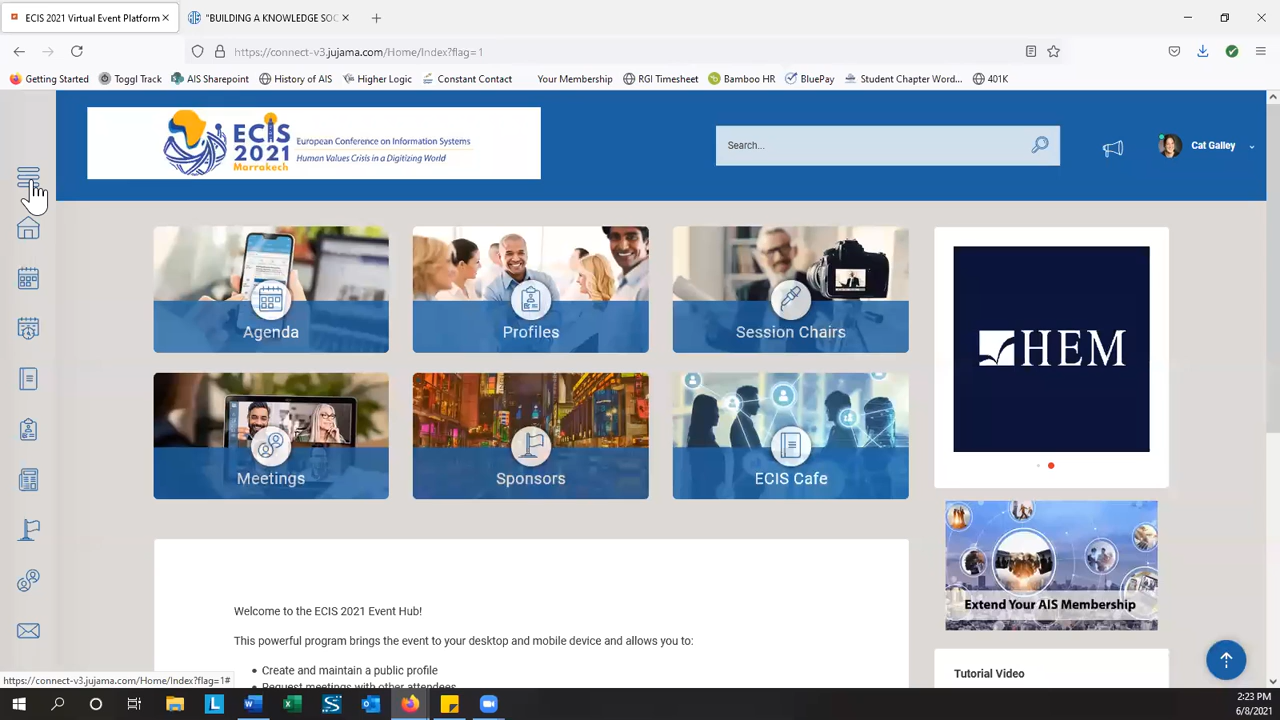 ECIS 2021 Virtual Event Platform
"BUILDING A KNOWLEDGE SOC
https://connect-v3.jujama.com/Home/Index?flag=1
Getting Started
Toggl Track
AIS Sharepoint
History of AIS
Higher Logic
Constant Contact
Your Membership
RGI Timesheet
Bamboo HR
BluePay
Student Chapter Word...
401K
ECIS
2021
Marrakech
European Conference on Information Systems
Human Values Crisis in a Digitizing World
Search...
Cat Galley
Agenda
Profiles
Session Chairs
HEM
Meetings
Sponsors
ECIS Cafe
Extend Your AIS Membership
Welcome to the ECIS 2021 Event Hub!
This powerful program brings the event to your desktop and mobile device and allows you to:
Create and maintain a public profile
Request meetings with other attendees
Tutorial Video
https://connect-v3.jujama.com/Home/Index?flag=1#
2:23 PM
6/8/2021